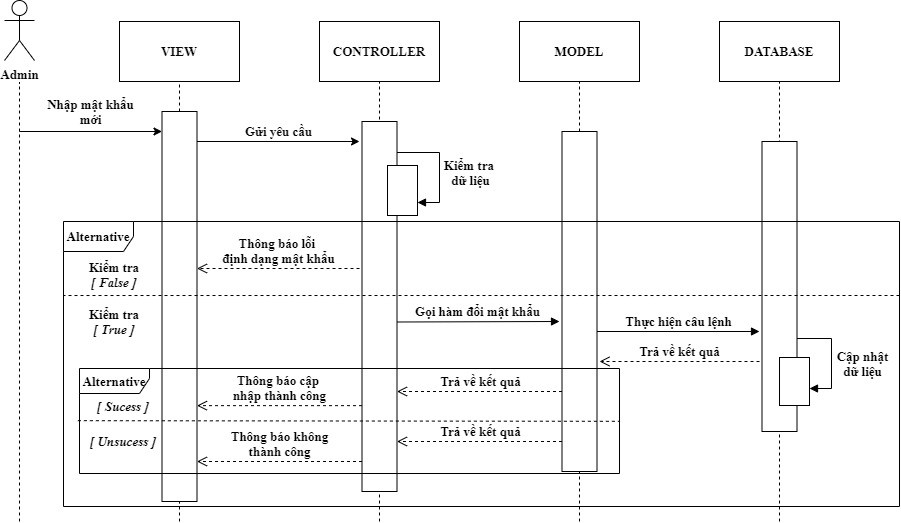 Admin
VIEW
CONTROLLER
MODEL
DATABASE
Nhập mật khẩu
mới
Gửi yêu cầu
Kiểm tra
dữ liệu
Alternative
Thông báo lỗi
định dạng mật khẩu
Kiểm tra
[ False ]
Kiểm tra
[ True ]
Gọi hàm đổi mật khẩu
Thực hiện câu lệnh
Trả về kết quả
Cập nhật
dữ liệu
Alternative
[ Sucess ]
Thông báo cập
nhập thành công
Trả về kết quả
[ Unsucess ]
Thông báo không
thành công
Trả về kết quả